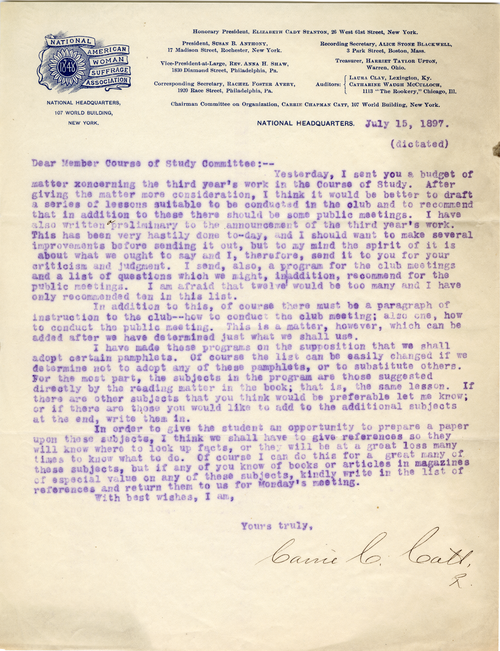 Honorary President, ELIZABETH CADY STANTON, 26 West 61st Street, New York.
President, SUSAN B. ANTHONY,
17 Madison Street, Rochester, New York.
Vice-President-at-Large, REV. ANNA H. SHAW,
1830 Diamond Street, Philadelphia, Pa.
Corresponding Secretary, RACHEL FOSTER AVERY,
1920 Race Street, Philadelphia, Pa.
Recording Secretary, ALICE STONE BLACKWELL,
3 Park Street, Boston, Mass.
Treasurer, HARRIET TAYLOR UPTON,
Warren, Ohio.
Auditors: LAURA CLAY, Lexington, Ky.
CATHARINE WAUGH MCCULLOCH,
1113 "The Rookery," Chicago, Ill.
Chairman Committee on Organization, CARRIE CHAPMAN CATT, 107 World Building, New York.
NATIONAL
AMERICAN
WOMAN
SUFFRAGE
ASSOCIATION
1848
NATIONAL HEADQUARTERS,
107 WORLD BUILDING,
NEW YORK.
NATIONAL HEADQUARTERS. July 15, 1897.
(dictated)
Dear Member Course of Study Committee:--
Yesterday, I sent you a budget of
matter xoncerning the third year's work in the Course of Study. After
giving the matter more consideration, I think it would be better to draft
a series of lessons suitable to be conducted in the club and to recommend
that in addition to these there should be some public meetings. I have
also written preliminary to the announcement of the third year's work.
This has been very hastily done to-day, and I should want to make several
improvements before sending it out, but to my mind the spirit of it is
about what we ought to say and I, therefore, send it to you for your
criticism and judgment. I send, also, a program for the club meetings
and a list of questions which we might, in addition, recommend for the
public meetings. I am afraid that twelve would be too many and I have
only recommended ten in this list.
In addition to this, of course there must be a paragraph of
instruction to the club--how to conduct the club meeting; also one, how
to conduct the public meeting. This is a matter, however, which can be
added after we have determined just what we shall use.
I have made these programs on the supposition that we shall
adopt certain pamphlets. Of course the list can be easily changed if we
determine not to adopt any of these pamphlets, or to substitute others.
For the most part, the subjects in the program are those suggested
directly by the reading matter in the book; that is, the same lesson. If
there are other subjects that you think would be preferable let me know;
or if there are those you would like to add to the additional subjects
at the end, write them in.
In order to give the student an opportunity to prepare a paper
upon these subjects, I think we shall have to give references so they
will know where to look up facts, or they will be at a great loss many
times to know what to do. Of course I can do this for a great many of
these subjects, but if any of you know of books or articles in magazines
of especial value on any of these subjects, kindly write in the list of
references and return them to us for Monday's meeting.
With best wishes, I am,
Yours truly,
Carrie C. Catt.